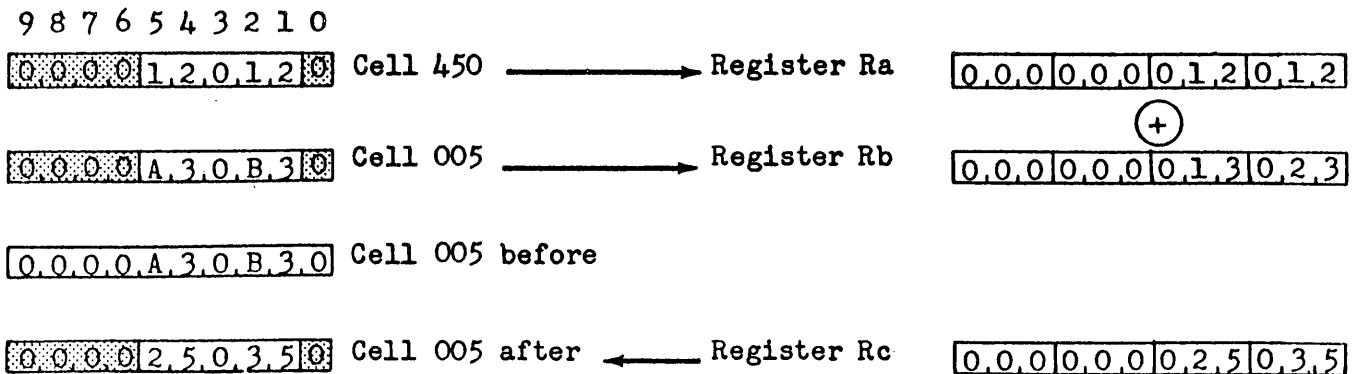 9 8 7 6 5 4 3 2 1 0
0,0,0,0 1,2,0,1,2 0 Cell 450 Register Ra 0,0,0 0,0,0 0,1,2 0,1,2
+
0,0,0,0 A,3,0,B,3 0 Cell 005 Register Rb 0,0,0 0,0,0 0,1,3 0,2,3
0,0,0,0,A,3,0,B,3,0 Cell 005 before
0,0,0,0 2,5,0,3,5 0 Cell 005 after Register Rc 0,0,0 0,0,0 0,2,5 0,3,5